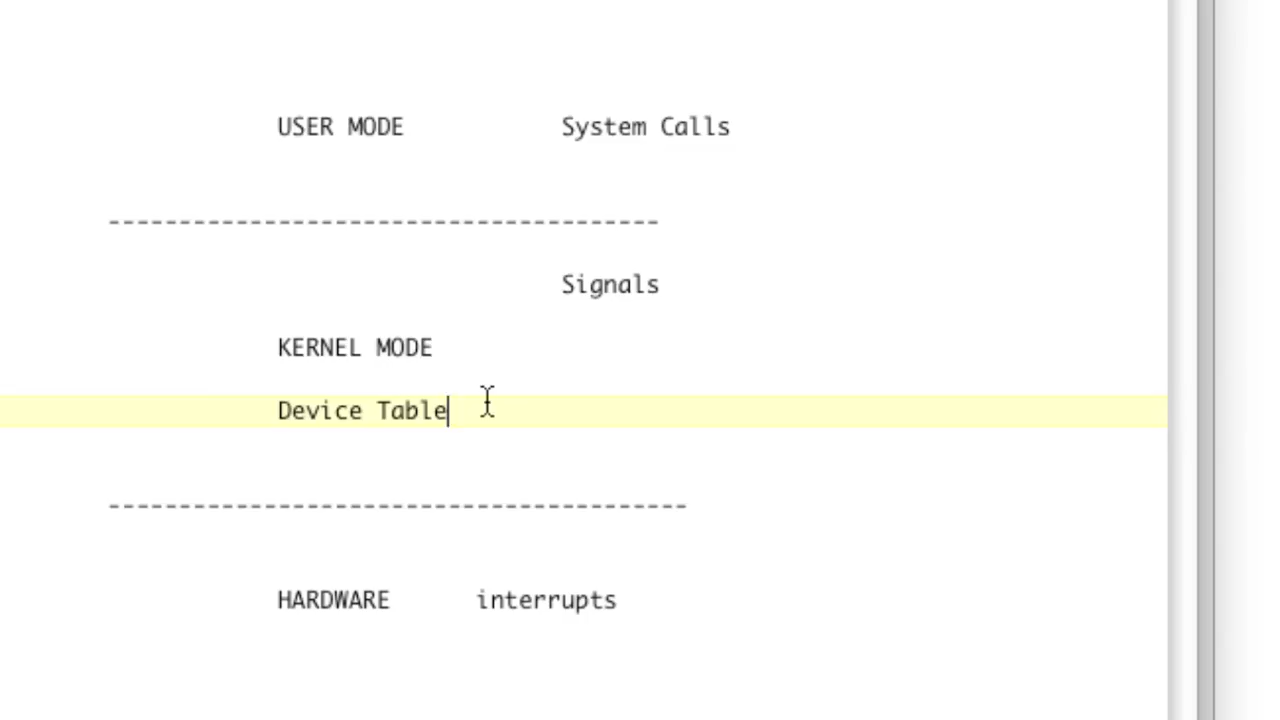 USER MODE System Calls
---------------------------------------
Signals
KERNEL MODE
Device Table
-----------------------------------------
HARDWARE interrupts